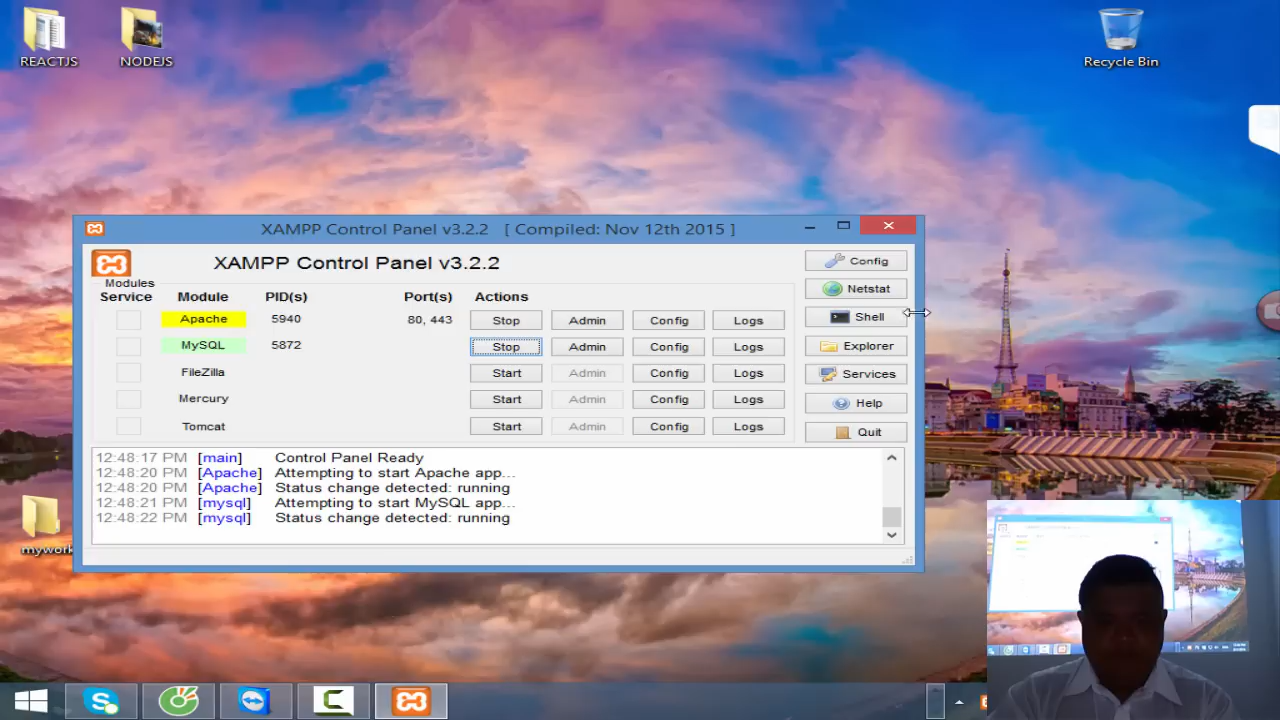 REACTJS
NODEJS
Recycle Bin
XAMPP Control Panel v3.2.2 [ Compiled: Nov 12th 2015 ]
XAMPP Control Panel v3.2.2
Config
Modules
Netstat
Service Module PID(s) Port(s) Actions
Apache 5940 80, 443 Stop Admin Config Logs
Shell
MySQL 5872 Stop Admin Config Logs
Explorer
FileZilla Start Admin Config Logs
Services
Mercury Start Admin Config Logs
Help
Tomcat Start Admin Config Logs
Quit
12:48:17 PM [main] Control Panel Ready
12:48:20 PM [Apache] Attempting to start Apache app...
12:48:20 PM [Apache] Status change detected: running
12:48:21 PM [mysql] Attempting to start MySQL app...
12:48:22 PM [mysql] Status change detected: running
mywork